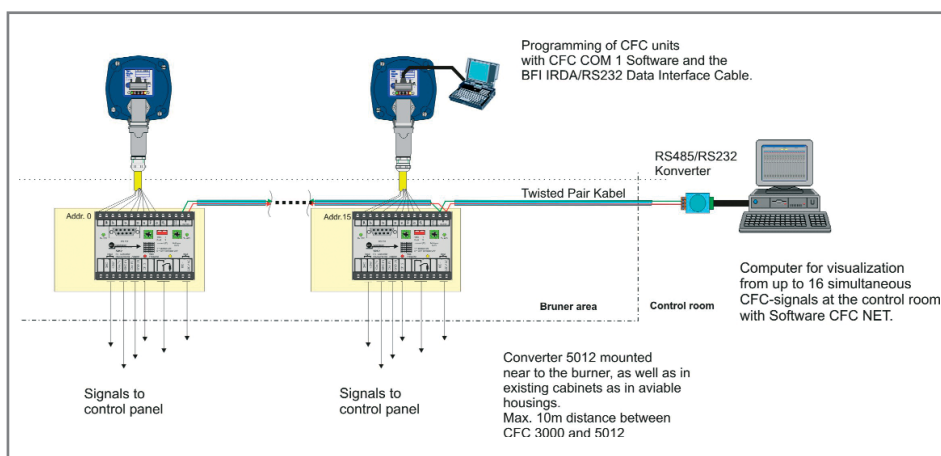 Programming of CFC units
with CFC COM 1 Software and the
BFI IRDA/RS232 Data Interface Cable.
RS485/RS232
Konverter
Twisted Pair Kabel
Addr. 0
Addr.15
Computer for visualization
from up to 16 simultaneous
CFC-signals at the control room
with Software CFC NET.
Bruner area
Control room
Converter 5012 mounted
near to the burner, as well as in
existing cabinets as in aviable
housings.
Max. 10m distance between
CFC 3000 and 5012
Signals to
control panel
Signals to
control panel